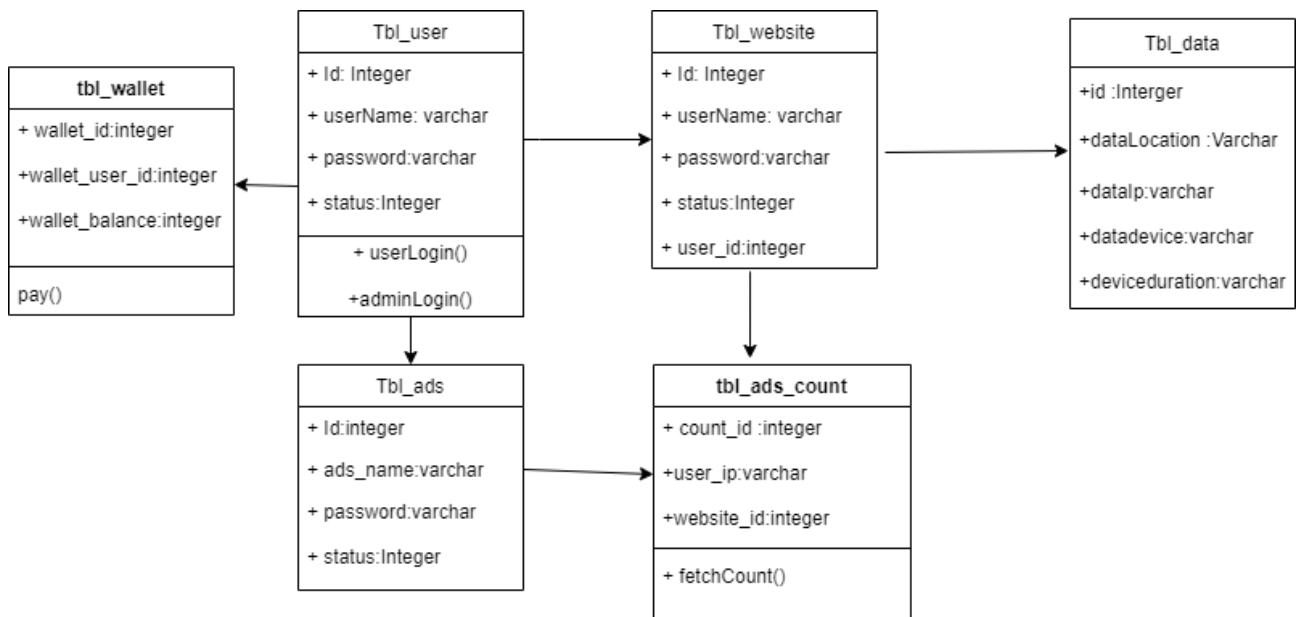 tbl_wallet
+ wallet_id:integer
+wallet_user_id:integer
+wallet_balance:integer
pay()
Tbl_user
+ Id: Integer
+ userName: varchar
+ password:varchar
+ status:Integer
+ userLogin()
+adminLogin()
Tbl_website
+ Id: Integer
+ userName: varchar
+ password:varchar
+ status:Integer
+ user_id:integer
Tbl_data
+id :Interger
+dataLocation :Varchar
+dataIp:varchar
+datadevice:varchar
+deviceduration:varchar
Tbl_ads
+ Id:integer
+ ads_name:varchar
+ password:varchar
+ status:Integer
tbl_ads_count
+ count_id :integer
+user_ip:varchar
+website_id:integer
+ fetchCount()